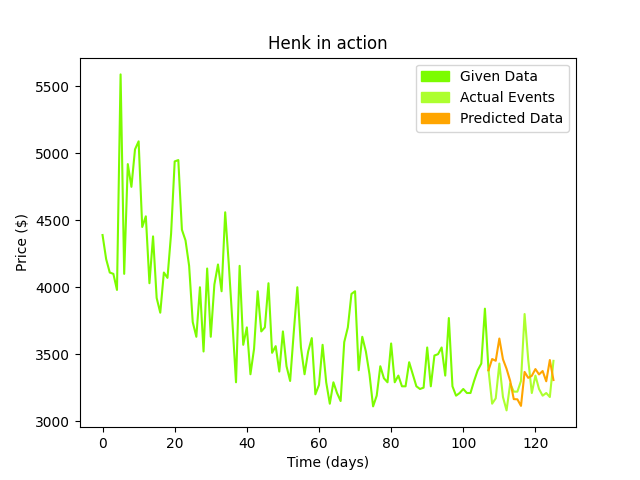 Henk in action
Given Data
Actual Events
Predicted Data
Price ($)
5500
5000
4500
4000
3500
3000
0 20 40 60 80 100 120
Time (days)